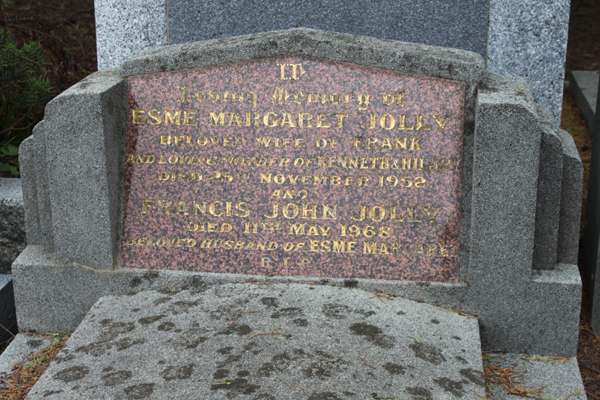 In
Loving Memory of
ESME MARGARET JOLLY
BELOVED WIFE OF FRANK
AND LOVING MOTHER OF KENNETH &
DIED 25TH NOVEMBER 1952
AND
FRANCIS JOHN JOLLY
DIED 11TH MAY 1968
BELOVED HUSBAND OF ESME MARGARET
R.I.P.